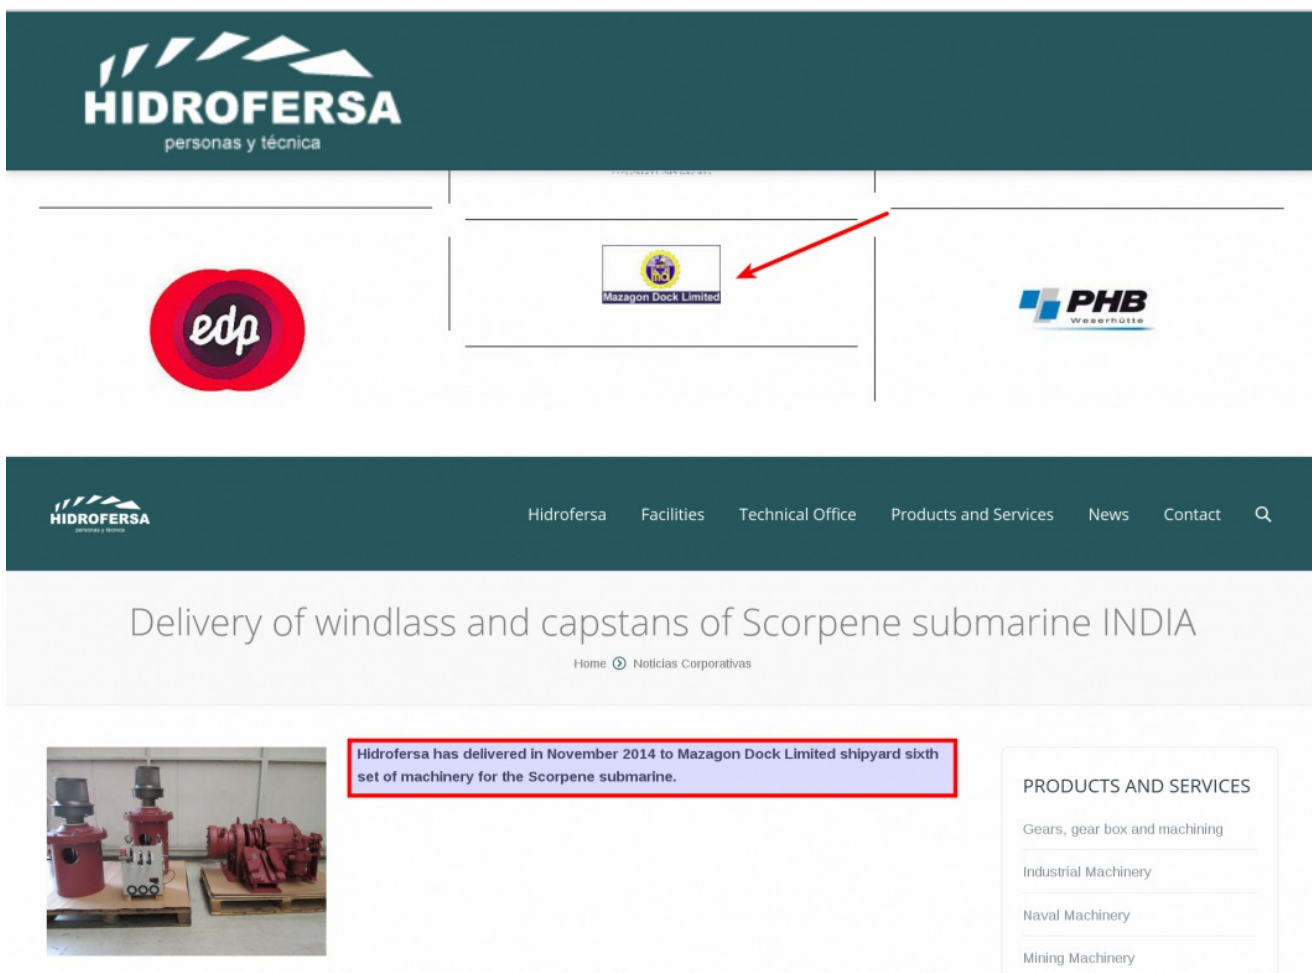 HIDROFERSA
personas y técnica
edp
mdl
Mazagon Dock Limited
PHB
Weserhütte
HIDROFERSA
personas y técnica
Hidrofersa Facilities Technical Office Products and Services News Contact
Delivery of windlass and capstans of Scorpene submarine INDIA
Home Noticias Corporativas
Hidrofersa has delivered in November 2014 to Mazagon Dock Limited shipyard sixth
set of machinery for the Scorpene submarine.
PRODUCTS AND SERVICES
Gears, gear box and machining
Industrial Machinery
Naval Machinery
Mining Machinery